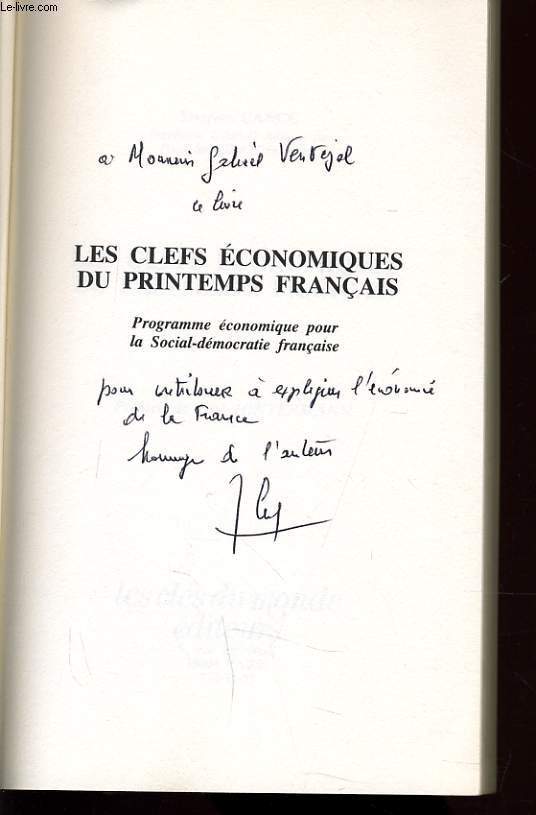 Le-livre.com
a Monsieur Gabriel Ventejol
ce livre
LES CLEFS ÉCONOMIQUES
DU PRINTEMPS FRANÇAIS
Programme économique pour
la Social-démocratie française
pour contribuer à expliquer l'économie
de la France
hommage de l'auteur